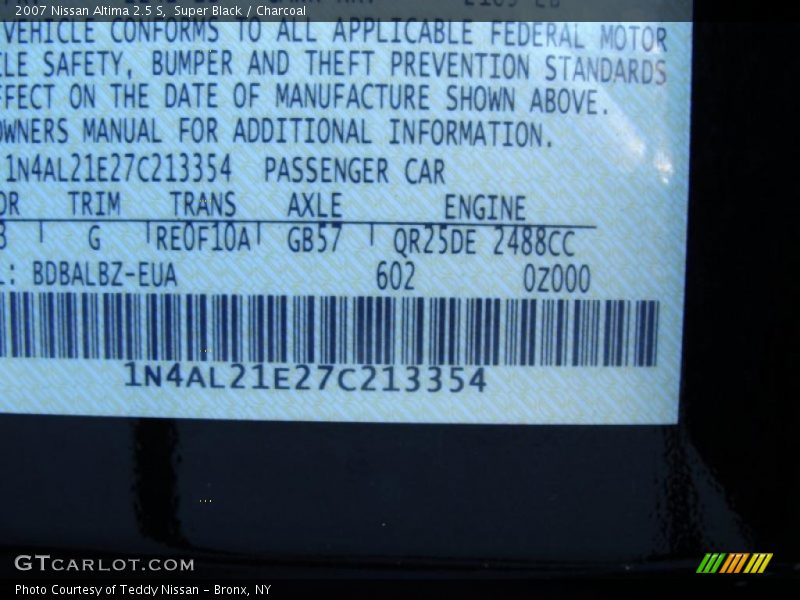 2007 Nissan Altima 2.5 S, Super Black / Charcoal
VEHICLE CONFORMS TO ALL APPLICABLE FEDERAL MOTOR
LE SAFETY, BUMPER AND THEFT PREVENTION STANDARDS
FFECT ON THE DATE OF MANUFACTURE SHOWN ABOVE.
OWNERS MANUAL FOR ADDITIONAL INFORMATION.
1N4AL21E27C213354 PASSENGER CAR
OR TRIM TRANS AXLE ENGINE
3 G RE0F10A GB57 QR25DE 2488CC
L: BDBALBZ-EUA 602 0Z000
1N4AL21E27C213354
GTCARLOT.COM
Photo Courtesy of Teddy Nissan – Bronx, NY